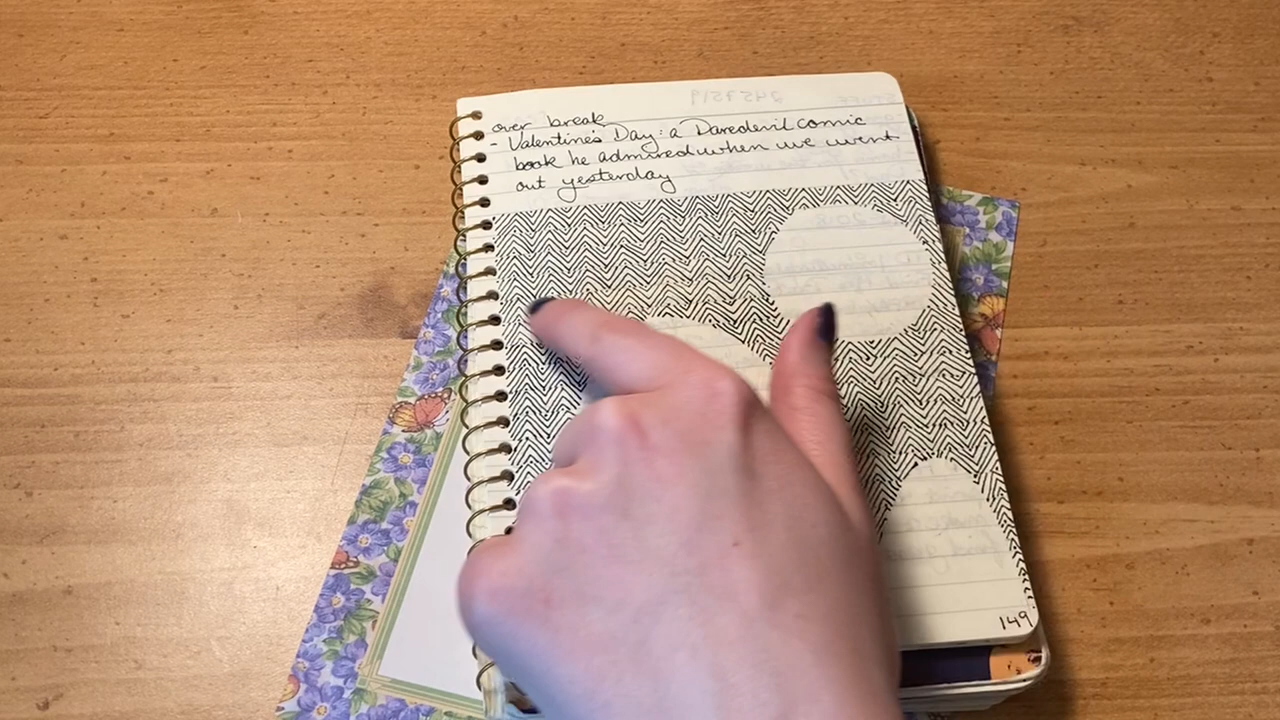 over break
- Valentine's Day: a Daredevil comic
book he admired when we went
out yesterday
149